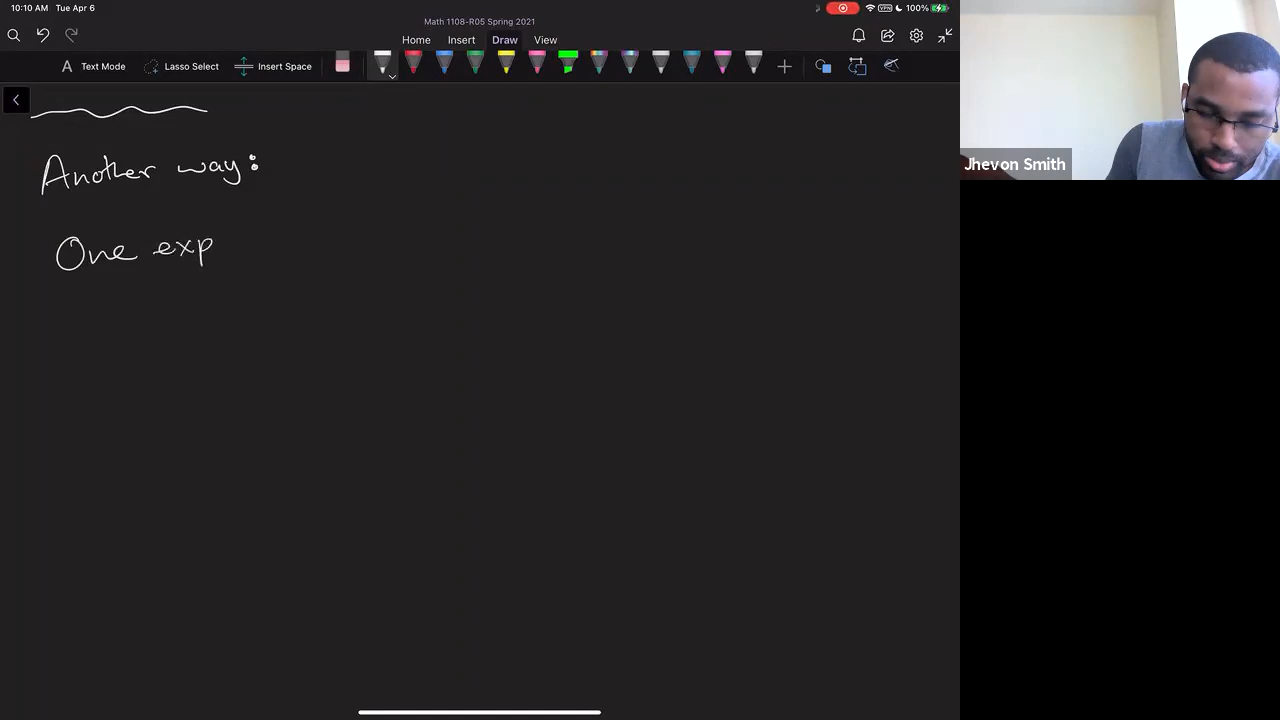 10:10 AM Tue Apr 6
100%
Math 1108-R05 Spring 2021
Home Insert Draw View
Text Mode Lasso Select Insert Space
Another way:
One exp
Jhevon Smith